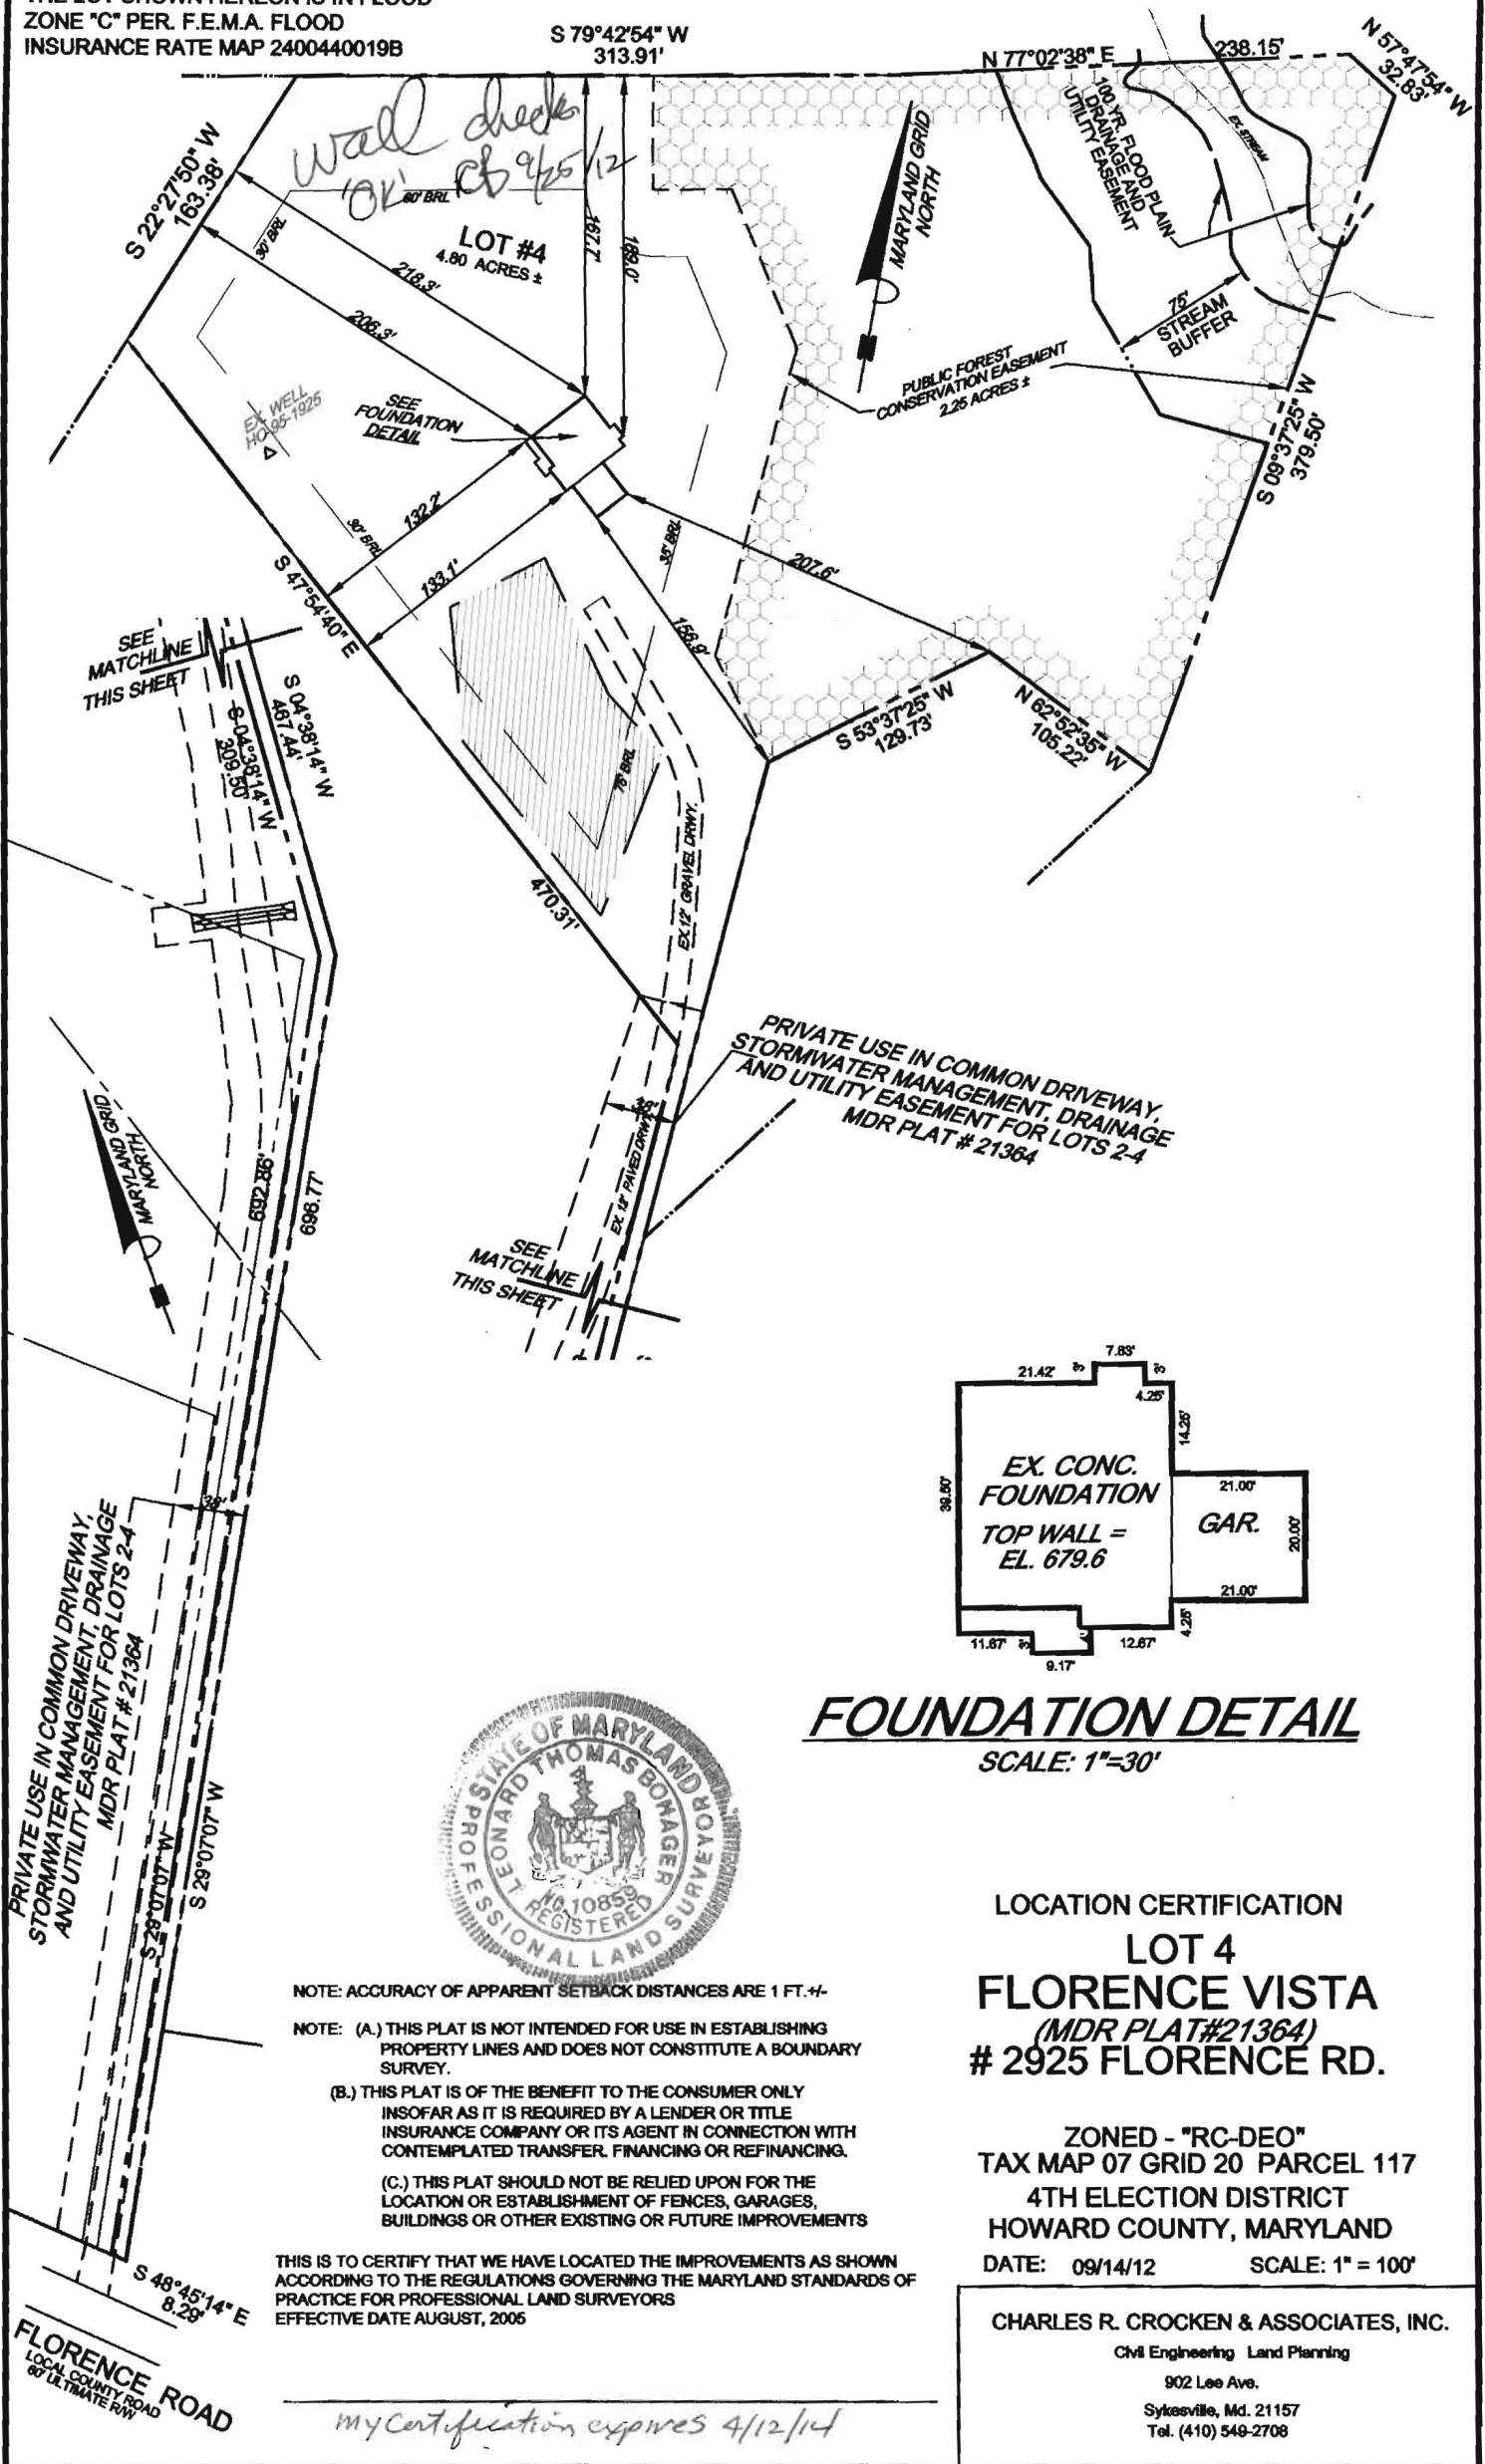 ZONE "C" PER. F.E.M.A. FLOOD
INSURANCE RATE MAP 2400440019B
S 79°42'54" W
313.91'
N 77°02'38" E
238.15'
N 57°47'54" W
32.83'
wall check
'OK' 9/25/12
S 22°27'50" W
163.38'
30' BRL
60' BRL
LOT #4
4.80 ACRES ±
218.3'
206.3'
167.7'
169.0'
MARYLAND GRID
NORTH
100 YR. FLOOD PLAIN
DRAINAGE AND
UTILITY EASEMENT
EX. STREAM
75'
STREAM
BUFFER
PUBLIC FOREST
CONSERVATION EASEMENT
2.25 ACRES ±
S 09°37'25" W
379.50'
EX. WELL
HO-95-1925
SEE
FOUNDATION
DETAIL
132.2'
30' BRL
133.1'
35' BRL
207.6'
156.9'
S 47°54'40" E
470.31'
75' BRL
S 53°37'25" W
129.73'
N 62°52'35" W
105.22'
EX.12' GRAVEL DRWY.
SEE
MATCHLINE
THIS SHEET
S 04°38'14" W
467.44'
S 04°38'14" W
309.50'
PRIVATE USE IN COMMON DRIVEWAY,
STORMWATER MANAGEMENT, DRAINAGE
AND UTILITY EASEMENT FOR LOTS 2-4
MDR PLAT # 21364
38'
EX. 12' PAVED DRWY.
SEE
MATCHLINE
THIS SHEET
MARYLAND GRID
NORTH
692.86'
698.77'
38'
PRIVATE USE IN COMMON DRIVEWAY,
STORMWATER MANAGEMENT, DRAINAGE
AND UTILITY EASEMENT FOR LOTS 2-4
MDR PLAT # 21364
S 29°07'07" W
S 29°07'07" W
7.83'
21.42'
3'
3'
4.25'
14.25'
39.50'
EX. CONC.
FOUNDATION
TOP WALL =
EL. 679.6
21.00'
GAR.
20.00'
21.00'
4.25'
11.67'
3'
9.17'
12.67'
FOUNDATION DETAIL
SCALE: 1"=30'
STATE OF MARYLAND
PROFESSIONAL LAND SURVEYOR
LEONARD THOMAS BOHAGER
NO.10859
REGISTERED
LOCATION CERTIFICATION
LOT 4
FLORENCE VISTA
(MDR PLAT#21364)
# 2925 FLORENCE RD.
ZONED - "RC-DEO"
TAX MAP 07 GRID 20 PARCEL 117
4TH ELECTION DISTRICT
HOWARD COUNTY, MARYLAND
DATE: 09/14/12 SCALE: 1" = 100'
NOTE: ACCURACY OF APPARENT SETBACK DISTANCES ARE 1 FT.+/-
NOTE: (A.) THIS PLAT IS NOT INTENDED FOR USE IN ESTABLISHING
PROPERTY LINES AND DOES NOT CONSTITUTE A BOUNDARY
SURVEY.
(B.) THIS PLAT IS OF THE BENEFIT TO THE CONSUMER ONLY
INSOFAR AS IT IS REQUIRED BY A LENDER OR TITLE
INSURANCE COMPANY OR ITS AGENT IN CONNECTION WITH
CONTEMPLATED TRANSFER. FINANCING OR REFINANCING.
(C.) THIS PLAT SHOULD NOT BE RELIED UPON FOR THE
LOCATION OR ESTABLISHMENT OF FENCES, GARAGES,
BUILDINGS OR OTHER EXISTING OR FUTURE IMPROVEMENTS
THIS IS TO CERTIFY THAT WE HAVE LOCATED THE IMPROVEMENTS AS SHOWN
ACCORDING TO THE REGULATIONS GOVERNING THE MARYLAND STANDARDS OF
PRACTICE FOR PROFESSIONAL LAND SURVEYORS
EFFECTIVE DATE AUGUST, 2005
S 48°45'14" E
8.29'
FLORENCE ROAD
LOCAL COUNTY ROAD
60' ULTIMATE R/W
My Certification expires 4/12/14
CHARLES R. CROCKEN & ASSOCIATES, INC.
Civil Engineering Land Planning
902 Lee Ave.
Sykesville, Md. 21157
Tel. (410) 549-2708